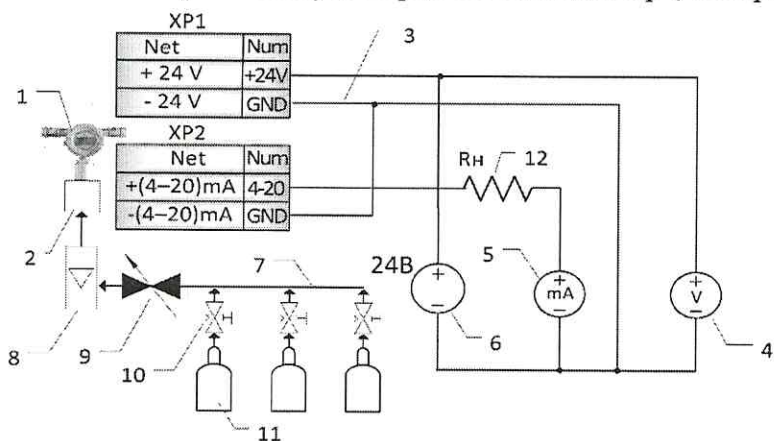 XP1
Net Num
+ 24 V +24V
- 24 V GND
XP2
Net Num
+(4–20)mA 4-20
-(4–20)mA GND
1
2
3
Rн 12
24В
5
+
mA
−
+
−
6
+
V
−
4
7
8
9
10
11